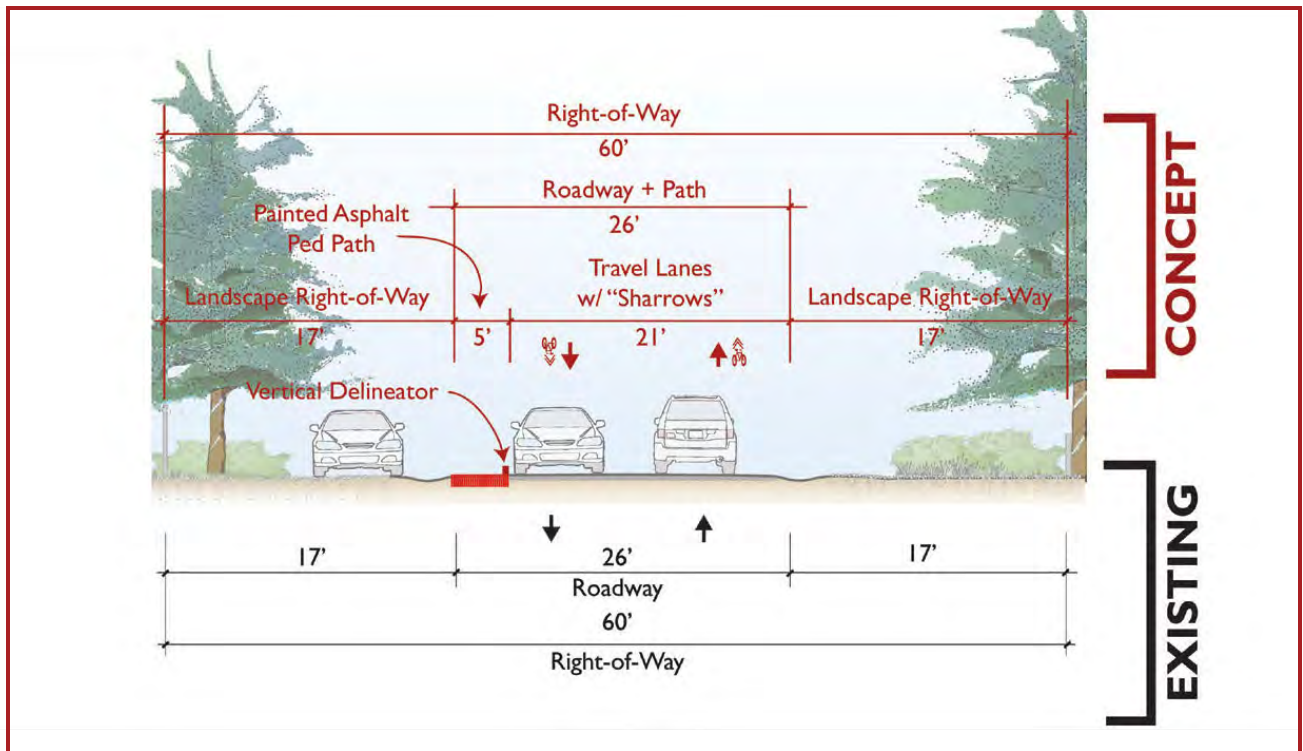 Right-of-Way
60'
Roadway + Path
26'
Painted Asphalt
Ped Path
Travel Lanes
w/ "Sharrows"
Landscape Right-of-Way
Landscape Right-of-Way
17'
5'
21'
17'
Vertical Delineator
CONCEPT
17'
26'
17'
Roadway
60'
Right-of-Way
EXISTING